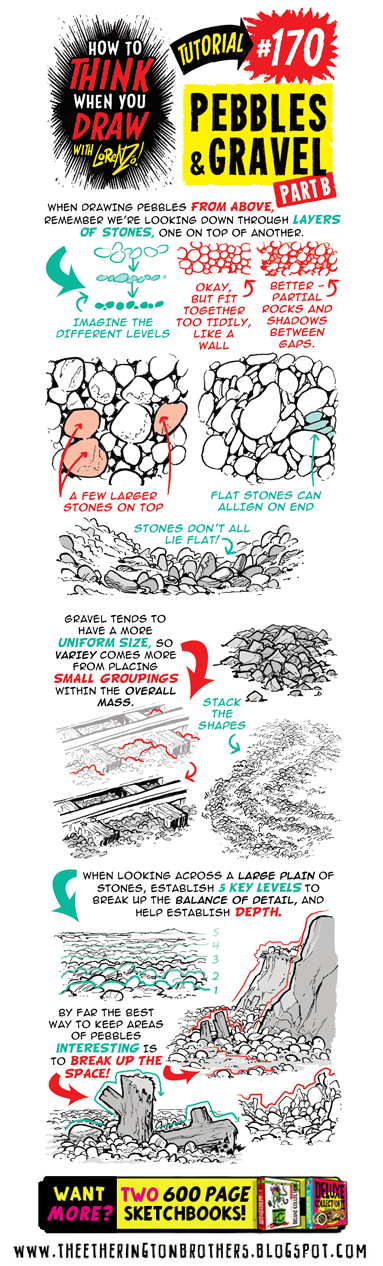 HOW TO
THINK
WHEN YOU
DRAW
WITH LORENZO!
TUTORIAL
#170
PEBBLES
& GRAVEL
PART B
WHEN DRAWING PEBBLES FROM ABOVE,
REMEMBER WE'RE LOOKING DOWN THROUGH LAYERS
OF STONES, ONE ON TOP OF ANOTHER.
IMAGINE THE
DIFFERENT LEVELS
OKAY,
BUT FIT
TOGETHER
TOO TIDILY,
LIKE A
WALL
BETTER -
PARTIAL
ROCKS AND
SHADOWS
BETWEEN
GAPS.
A FEW LARGER
STONES ON TOP
FLAT STONES CAN
ALLIGN ON END
STONES DON'T ALL
LIE FLAT!
GRAVEL TENDS TO
HAVE A MORE
UNIFORM SIZE, SO
VARIEY COMES MORE
FROM PLACING
SMALL GROUPINGS
WITHIN THE OVERALL
MASS.
STACK
THE
SHAPES
WHEN LOOKING ACROSS A LARGE PLAIN OF
STONES, ESTABLISH 5 KEY LEVELS TO
BREAK UP THE BALANCE OF DETAIL, AND
HELP ESTABLISH DEPTH.
5
4
3
2
1
BY FAR THE BEST
WAY TO KEEP AREAS
OF PEBBLES
INTERESTING IS
TO BREAK UP THE
SPACE!
WANT
MORE?
TWO 600 PAGE
SKETCHBOOKS!
DELUXE
COLLECTION
WWW.THEETHERINGTONBROTHERS.BLOGSPOT.COM